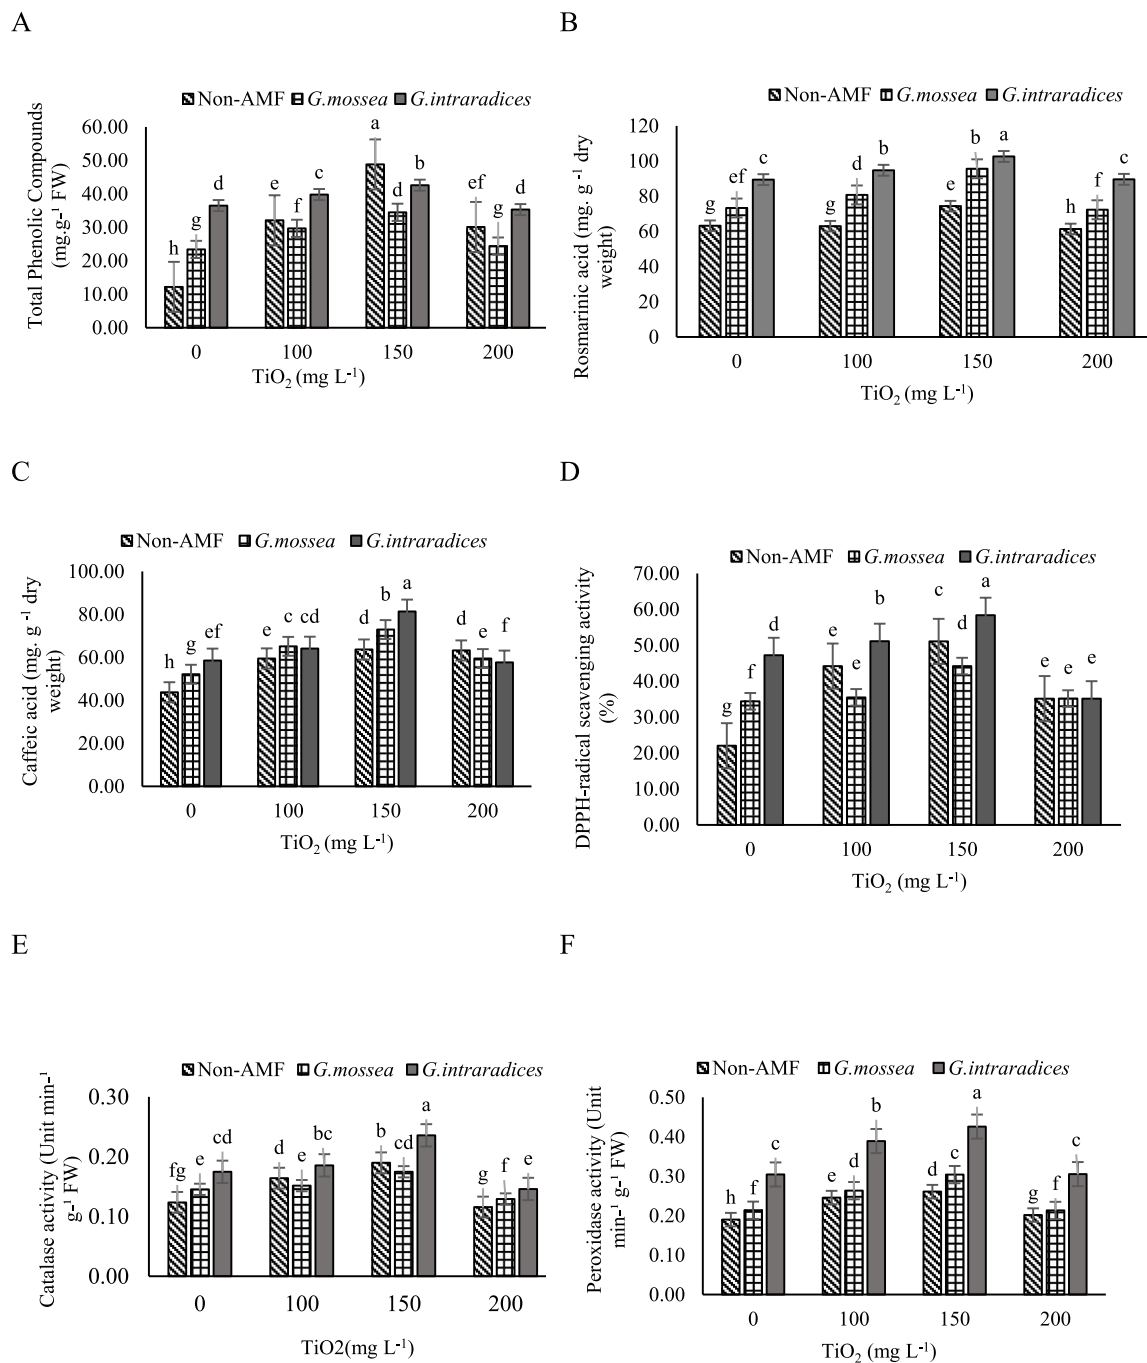 A
Non-AMF G.mossea G.intraradices
Total Phenolic Compounds
(mg.g-¹ FW)
60.00
50.00
40.00
30.00
20.00
10.00
0.00
h g d
e f c
a d b
ef g d
0 100 150 200
TiO₂ (mg L⁻¹)
B
Non-AMF G.mossea G.intraradices
Rosmarinic acid (mg. g ⁻¹ dry
weight)
120
100
80
60
40
20
0
g ef c
g d b
e b a
h f c
0 100 150 200
TiO₂ (mg L⁻¹)
C
Non-AMF G.mossea G.intraradices
Caffeic acid (mg. g ⁻¹ dry
weight)
100.00
80.00
60.00
40.00
20.00
0.00
h g ef
e c cd
d b a
d e f
0 100 150 200
TiO₂ (mg L⁻¹)
D
Non-AMF G.mossea G.intraradices
DPPH-radical scavenging activity
(%)
70.00
60.00
50.00
40.00
30.00
20.00
10.00
0.00
g f d
c e b
c d a
e e e
0 100 150 200
TiO₂ (mg L⁻¹)
E
Non-AMF G.mossea G.intraradices
Catalase activity (Unit min-¹
g-¹ FW)
0.30
0.20
0.10
0.00
fg e cd
d e bc
b cd a
g f e
0 100 150 200
TiO2(mg L⁻¹)
F
Non-AMF G.mossea G.intraradices
Peroxidase activity (Unit
min-¹ g-¹ FW)
0.50
0.40
0.30
0.20
0.10
0.00
h f c
e d b
d c a
g f c
0 100 150 200
TiO₂ (mg L⁻¹)